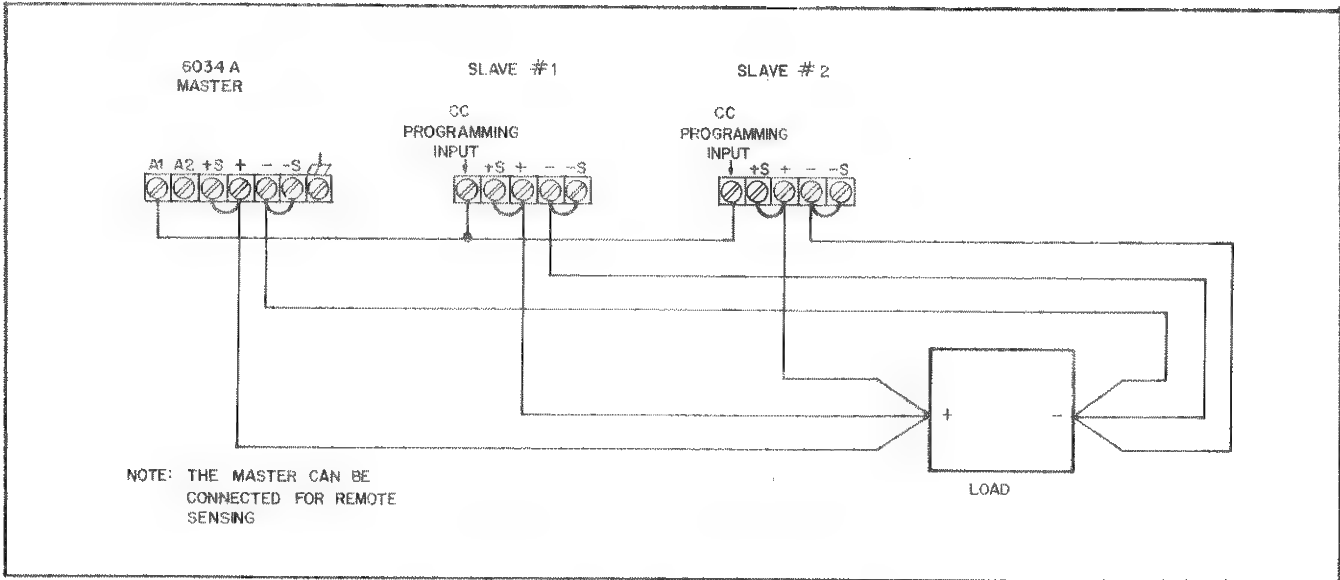 6034A
MASTER
SLAVE #1
SLAVE #2
CC
PROGRAMMING
INPUT
CC
PROGRAMMING
INPUT
A1 A2 +S + - -S
+S + - -S
+S + - -S
+ -
LOAD
NOTE: THE MASTER CAN BE
CONNECTED FOR REMOTE
SENSING